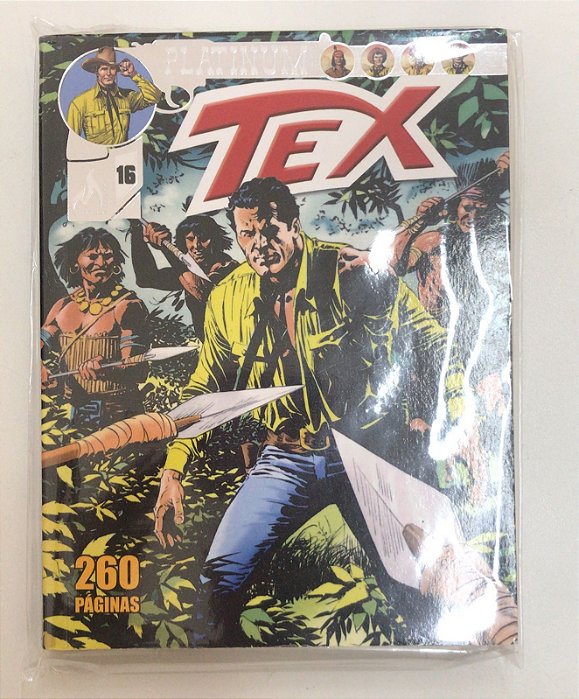 PLATINUM
TEX
16
260
PÁGINAS